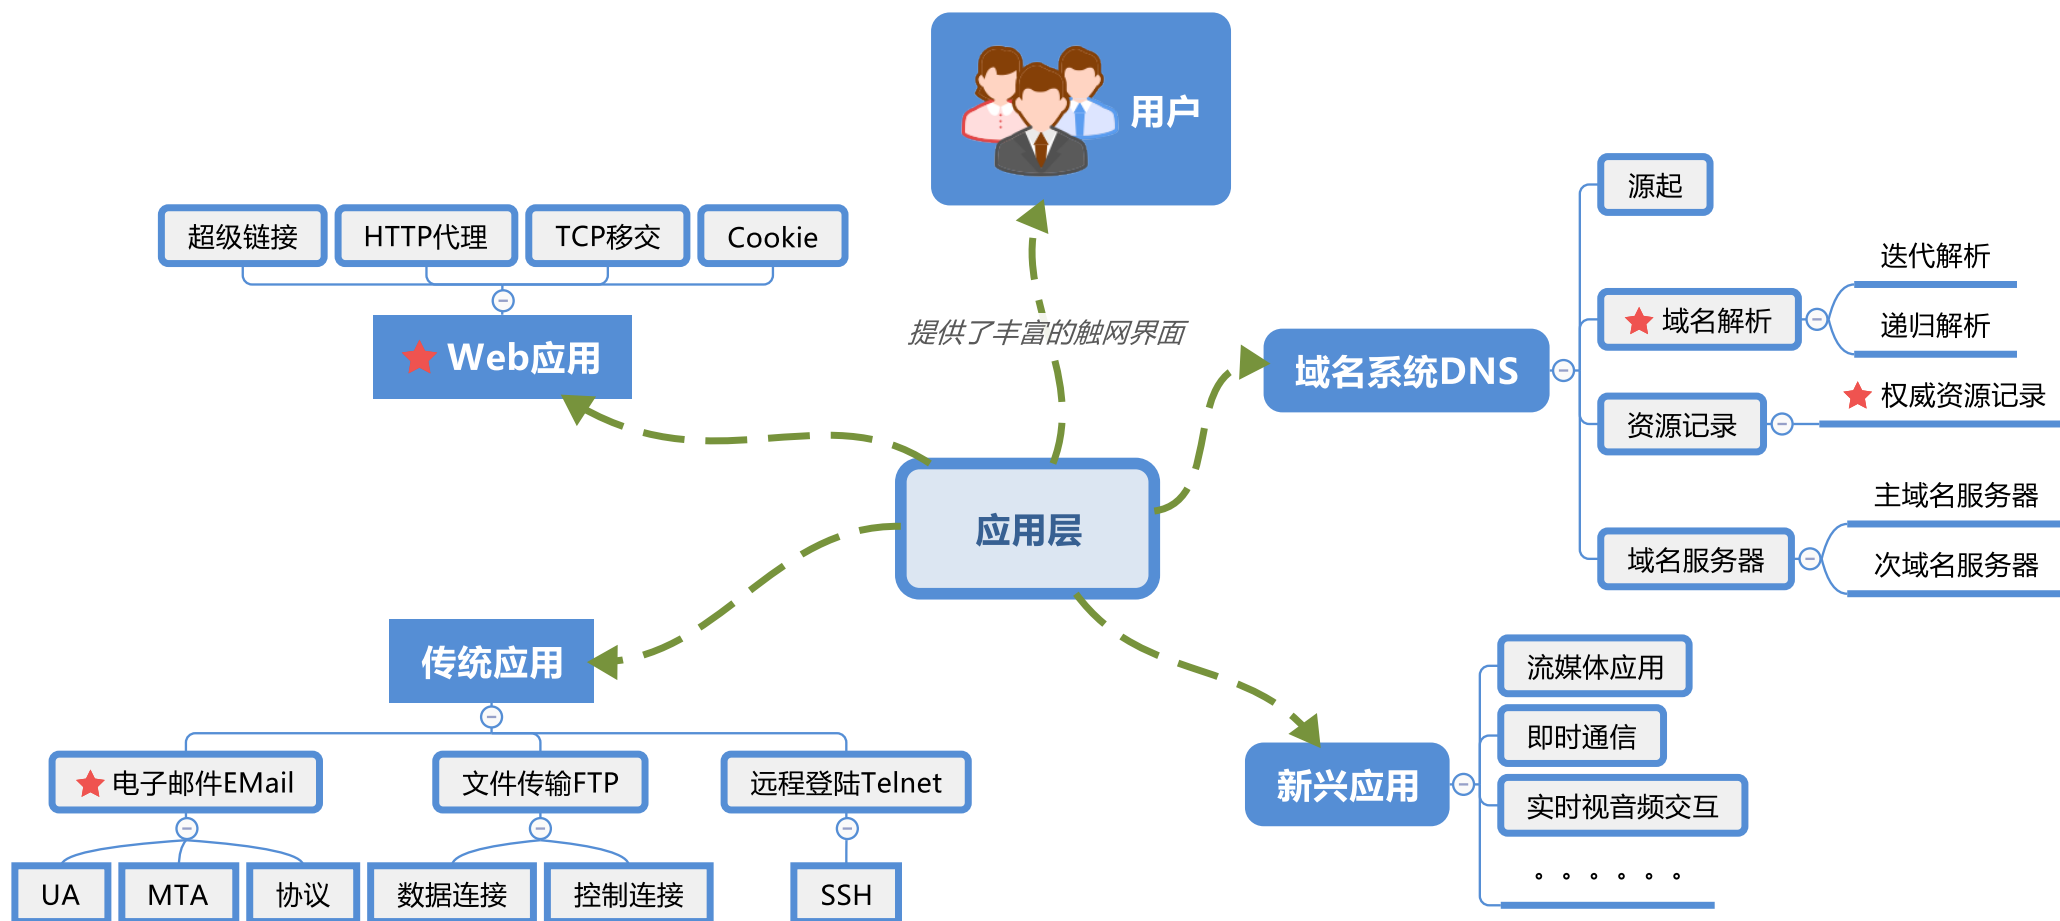 用户
超级链接
HTTP代理
TCP移交
Cookie
Web应用
提供了丰富的触网界面
域名系统DNS
源起
域名解析
迭代解析
递归解析
资源记录
权威资源记录
域名服务器
主域名服务器
次域名服务器
应用层
传统应用
电子邮件EMail
文件传输FTP
远程登陆Telnet
UA
MTA
协议
数据连接
控制连接
SSH
新兴应用
流媒体应用
即时通信
实时视音频交互
。。。。。。